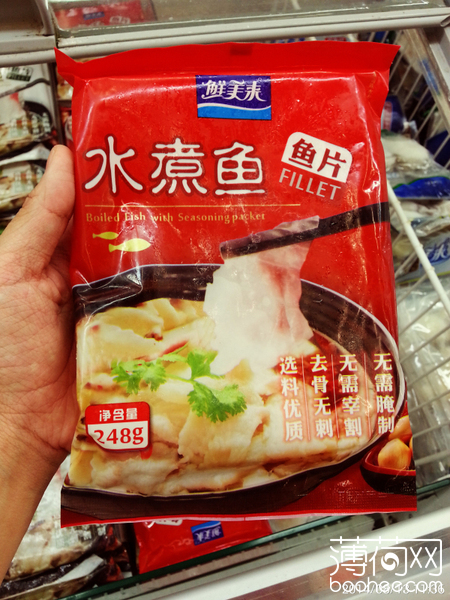 鲜美来
水煮鱼
鱼片
FILLET
Boiled Fish with Seasoning packet
无需腌制
无需宰割
去骨无刺
选料优质
净含量
248g
薄荷网
boohee.com